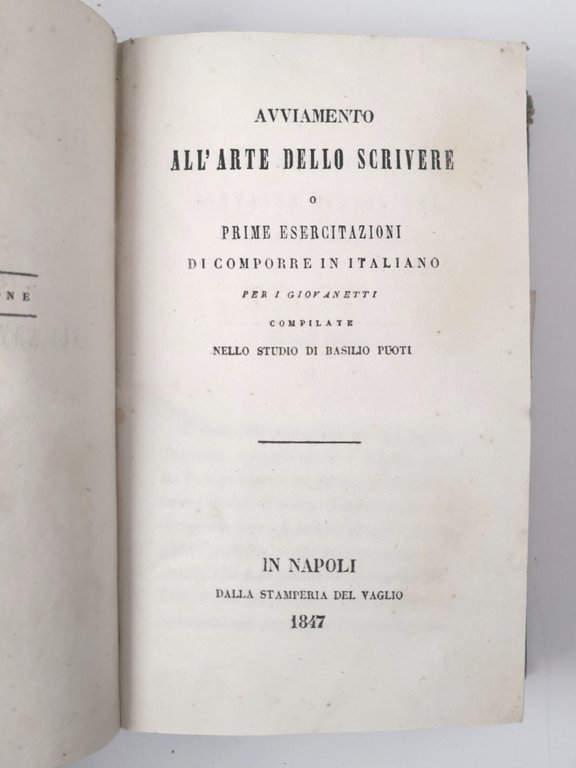 NE
AVVIAMENTO
ALL'ARTE DELLO SCRIVERE
O
PRIME ESERCITAZIONI
DI COMPORRE IN ITALIANO
PER I GIOVANETTI
COMPILATE
NELLO STUDIO DI BASILIO PUOTI
IN NAPOLI
DALLA STAMPERIA DEL VAGLIO
1847